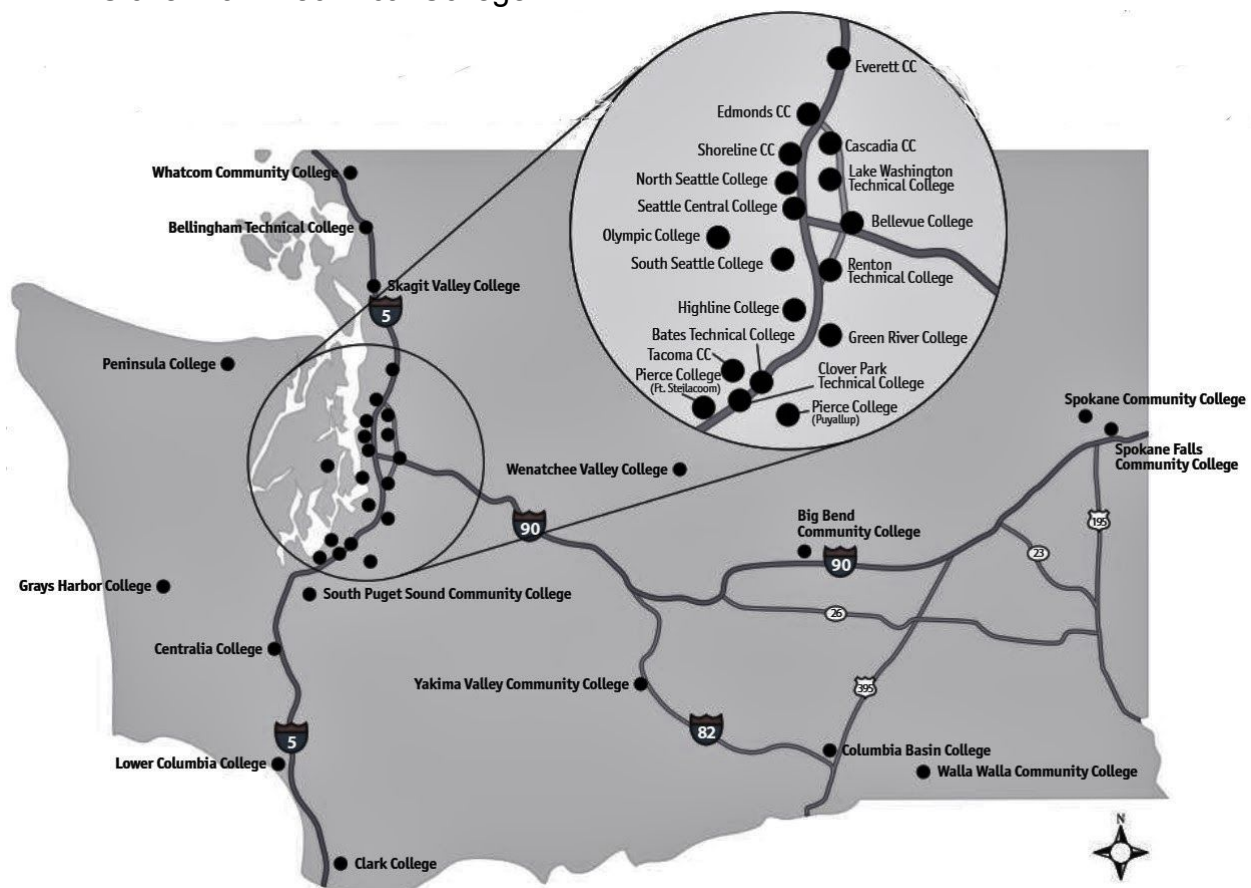 Everett CC
Edmonds CC
Cascadia CC
Shoreline CC
Lake Washington
Technical College
North Seattle College
Seattle Central College
Bellevue College
Olympic College
South Seattle College
Renton
Technical College
Highline College
Green River College
Bates Technical College
Tacoma CC
Clover Park
Technical College
Pierce College
(Ft. Steilacoom)
Pierce College
(Puyallup)
Whatcom Community College
Bellingham Technical College
Skagit Valley College
5
Peninsula College
Spokane Community College
Spokane Falls
Community College
Wenatchee Valley College
90
Big Bend
Community College
90
195
23
26
Grays Harbor College
South Puget Sound Community College
Centralia College
Yakima Valley Community College
395
5
82
Lower Columbia College
Columbia Basin College
Walla Walla Community College
Clark College
N